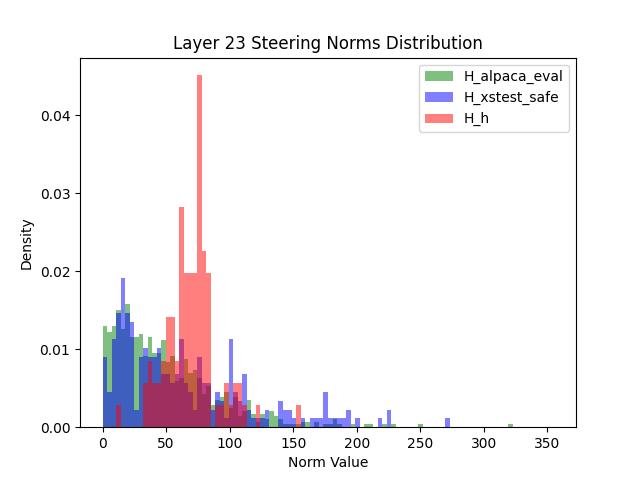 Layer 23 Steering Norms Distribution
H_alpaca_eval
H_xstest_safe
H_h
Density
0.04
0.03
0.02
0.01
0.00
0 50 100 150 200 250 300 350
Norm Value